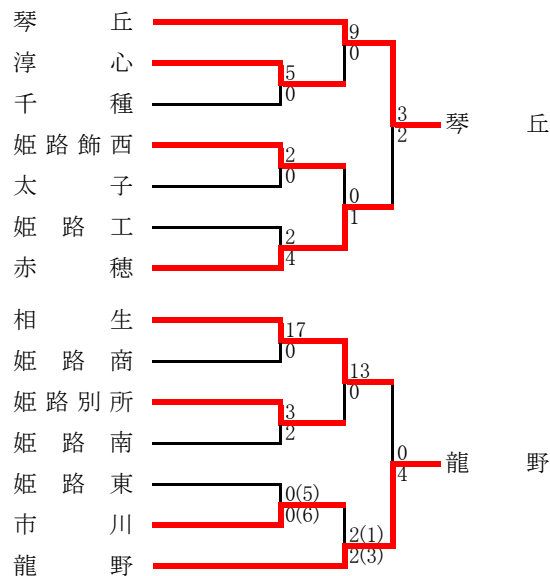 琴丘
9
0
淳心
5
0
千種
3
2
琴丘
姫路飾西
2
0
太子
0
1
姫路工
2
4
赤穂
相生
17
0
姫路商
13
0
姫路別所
3
2
姫路南
0
4
龍野
姫路東
0(5)
0(6)
市川
2(1)
2(3)
龍野